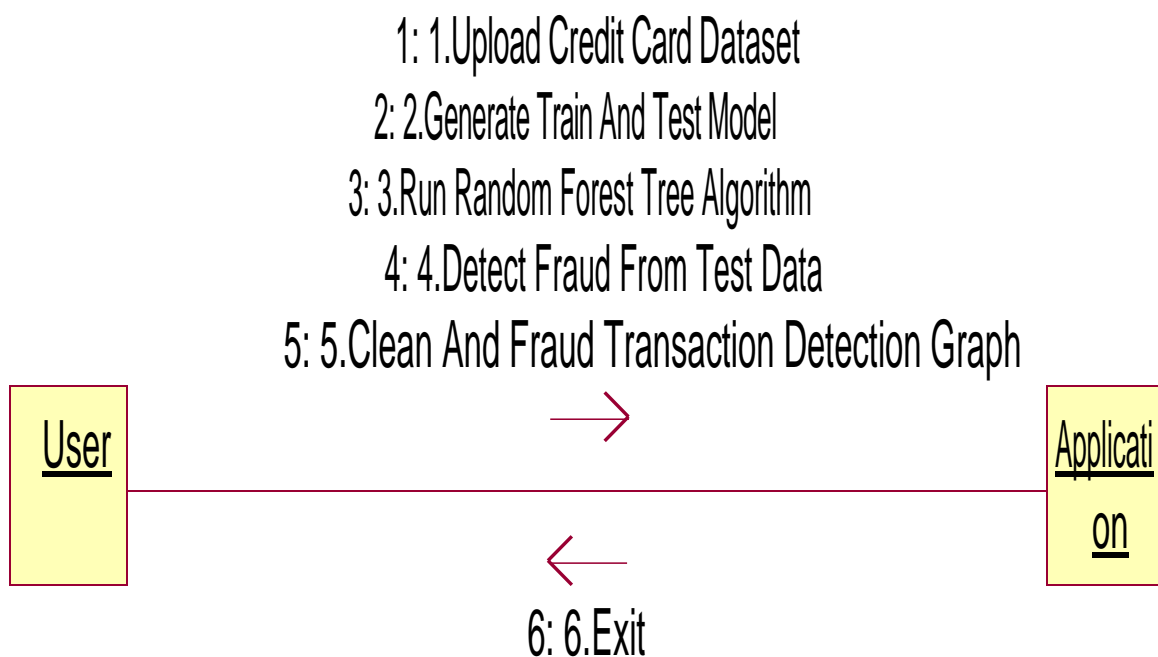 1: 1.Upload Credit Card Dataset
2: 2.Generate Train And Test Model
3: 3.Run Random Forest Tree Algorithm
4: 4.Detect Fraud From Test Data
5: 5.Clean And Fraud Transaction Detection Graph
User
Applicati
on
6: 6.Exit